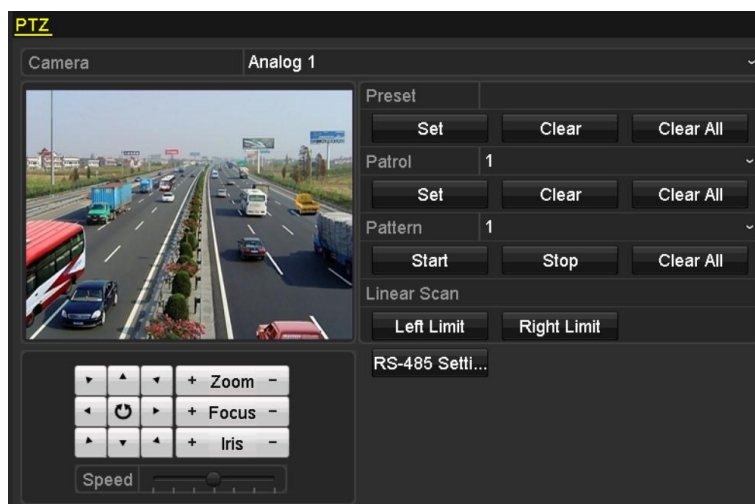 PTZ
Camera Analog 1
Preset
Set Clear Clear All
Patrol 1
Set Clear Clear All
Pattern 1
Start Stop Clear All
Linear Scan
Left Limit Right Limit
RS-485 Setti...
+ Zoom -
+ Focus -
+ Iris -
Speed